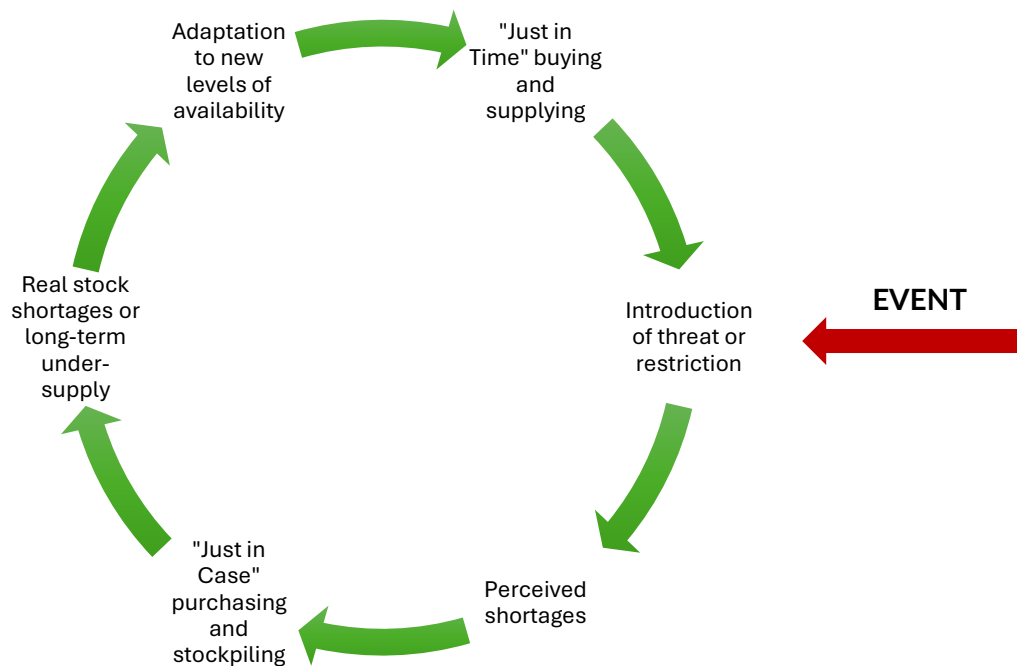 Adaptation
to new
levels of
availability
"Just in
Time" buying
and
supplying
Introduction
of threat or
restriction
EVENT
Perceived
shortages
"Just in
Case"
purchasing
and
stockpiling
Real stock
shortages or
long-term
under-
supply